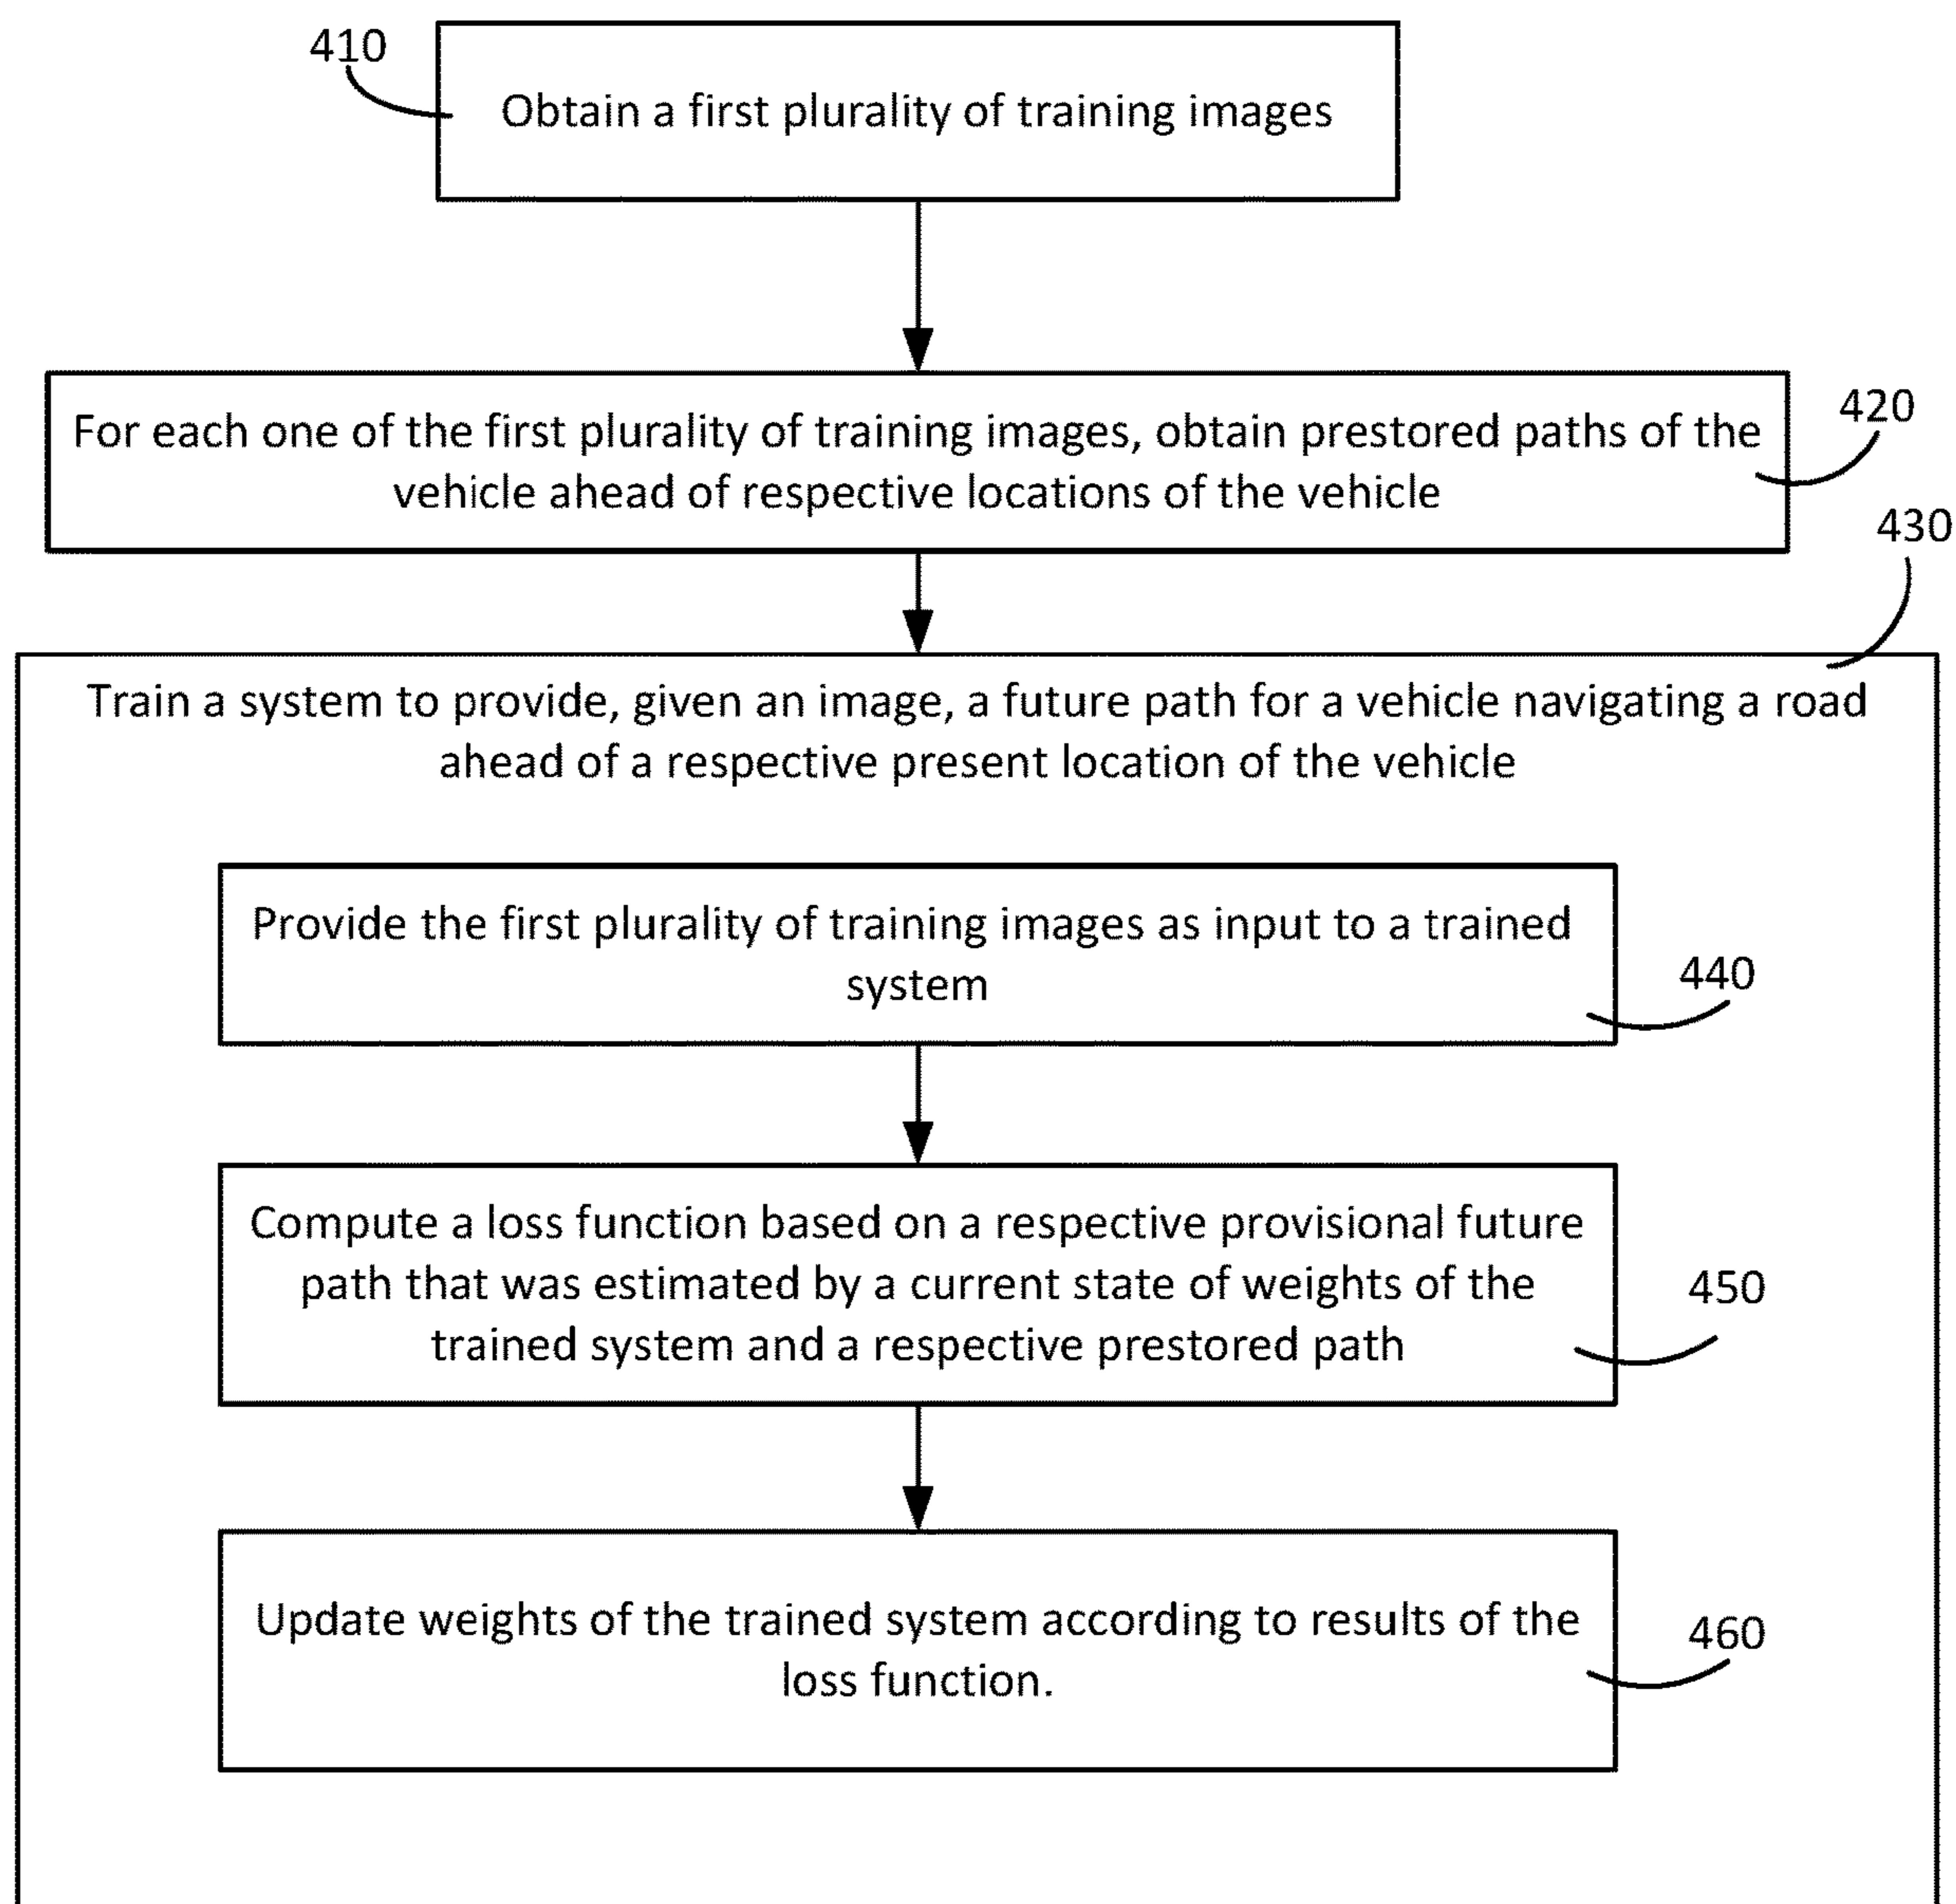 410
Obtain a first plurality of training images
420
For each one of the first plurality of training images, obtain prestored paths of the
vehicle ahead of respective locations of the vehicle
430
Train a system to provide, given an image, a future path for a vehicle navigating a road
ahead of a respective present location of the vehicle
Provide the first plurality of training images as input to a trained
system
440
Compute a loss function based on a respective provisional future
path that was estimated by a current state of weights of the
trained system and a respective prestored path
450
Update weights of the trained system according to results of the
loss function.
460